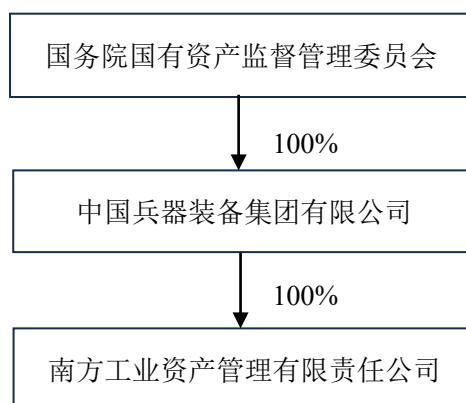 国务院国有资产监督管理委员会
100%
中国兵器装备集团有限公司
100%
南方工业资产管理有限责任公司